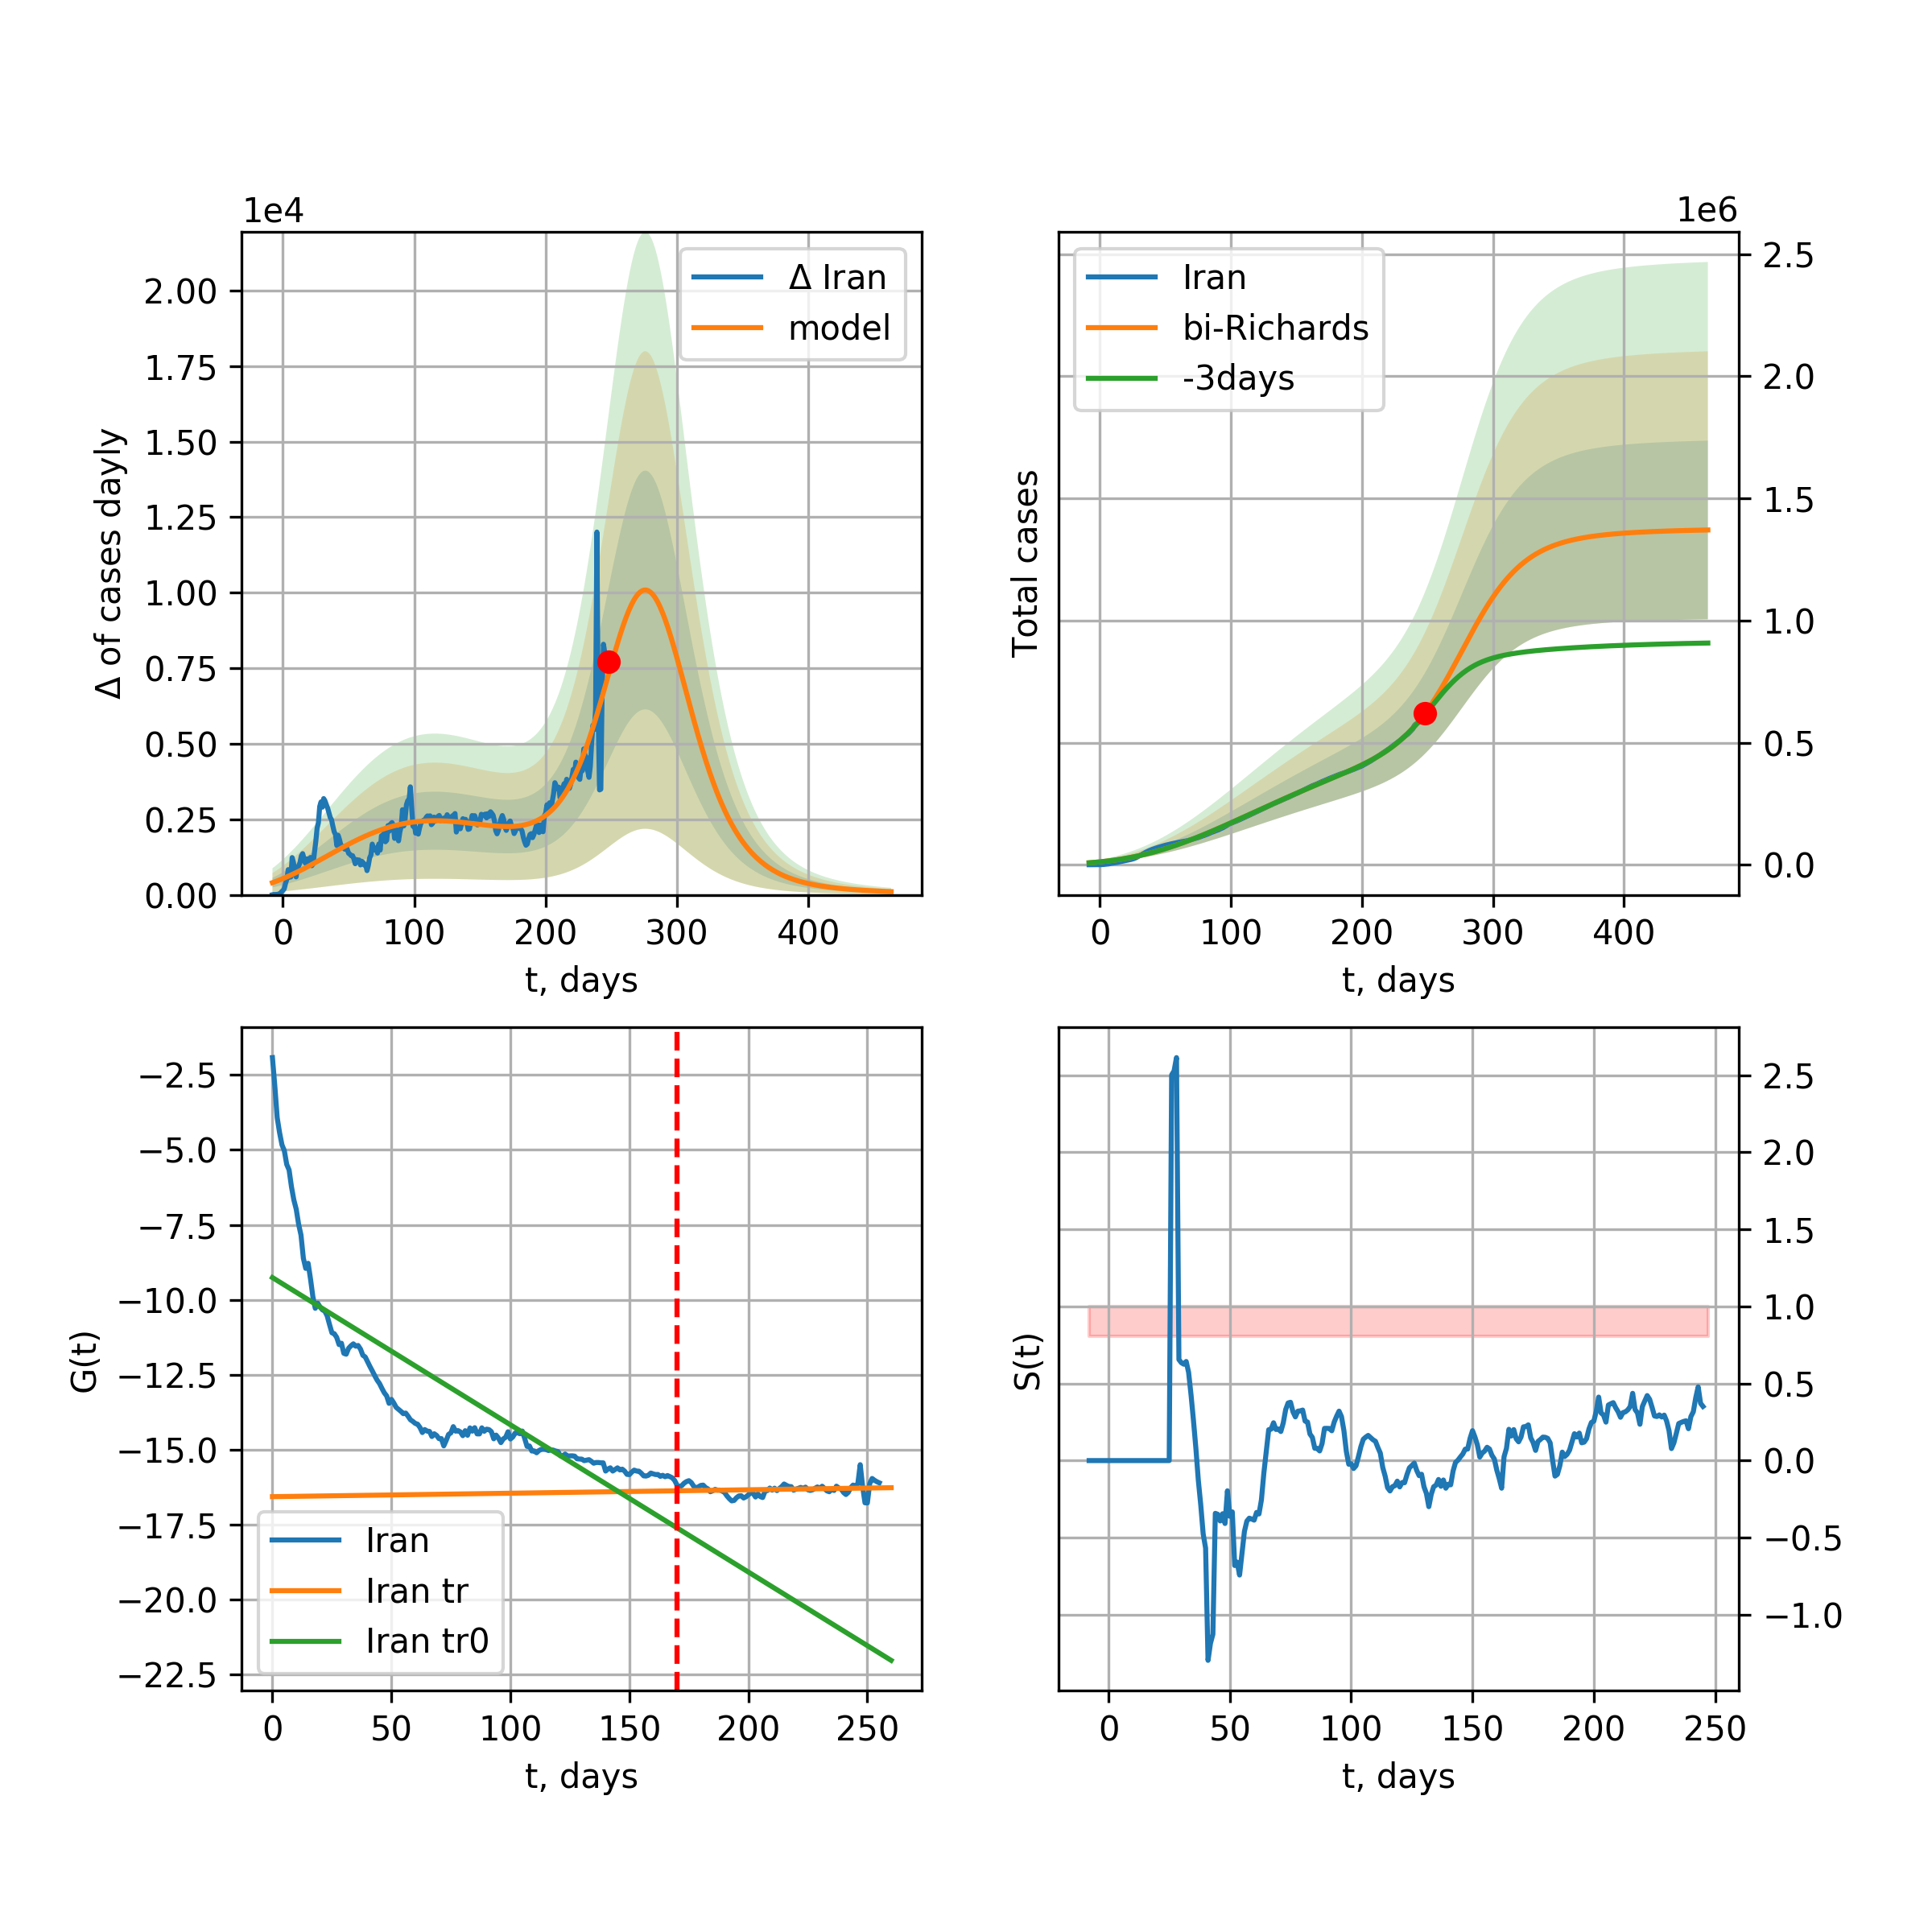 1e4
Δ of cases dayly
2.00
1.75
1.50
1.25
1.00
0.75
0.50
0.25
0.00
Δ Iran
model
0 100 200 300 400
t, days
1e6
Total cases
Iran
bi-Richards
-3days
2.5
2.0
1.5
1.0
0.5
0.0
0 100 200 300 400
t, days
G(t)
−2.5
−5.0
−7.5
−10.0
−12.5
−15.0
−17.5
−20.0
−22.5
Iran
Iran tr
Iran tr0
0 50 100 150 200 250
t, days
S(t)
2.5
2.0
1.5
1.0
0.5
0.0
−0.5
−1.0
0 50 100 150 200 250
t, days